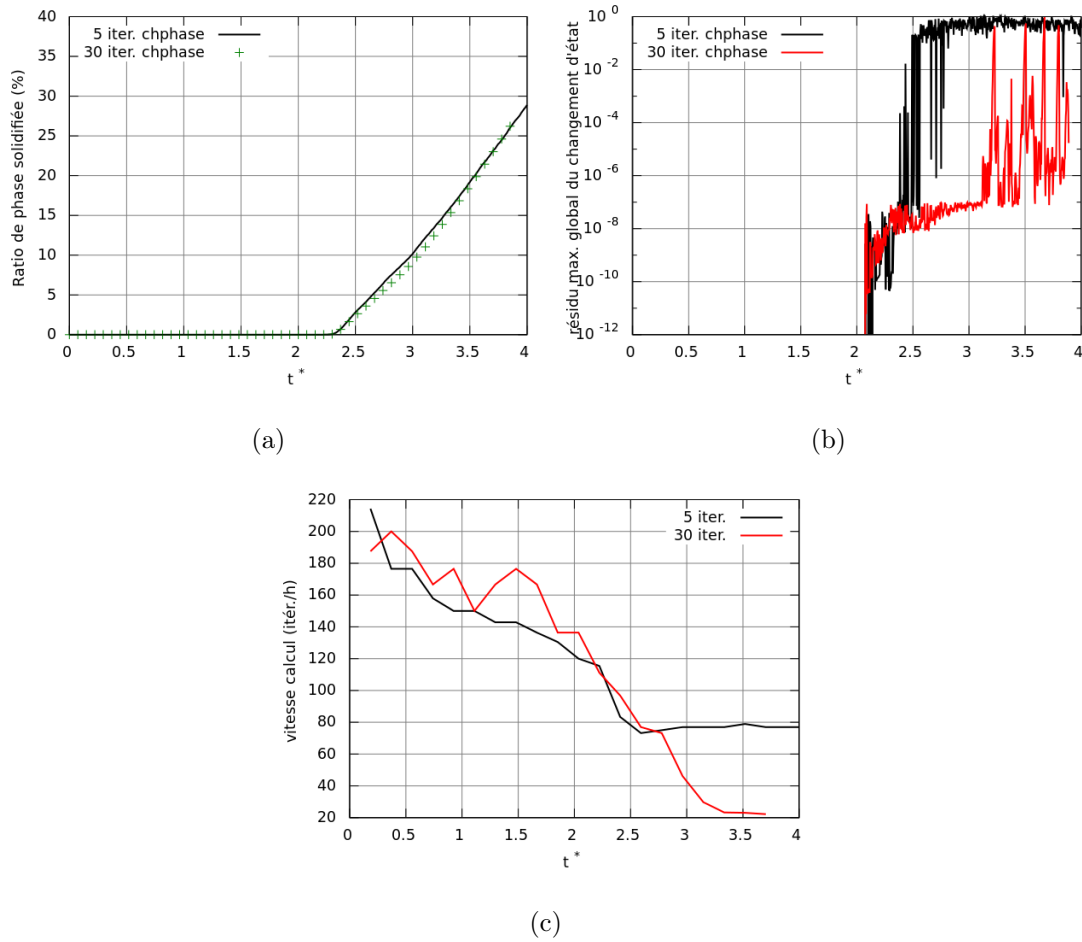 40
35
30
25
20
15
10
5
0
0 0.5 1 1.5 2 2.5 3 3.5 4
Ratio de phase solidifiée (%)
t *
5 iter. chphase
30 iter. chphase
(a)
10 0
10 -2
10 -4
10 -6
10 -8
10 -10
10 -12
0 0.5 1 1.5 2 2.5 3 3.5 4
résidu max. global du changement d'état
t *
5 iter. chphase
30 iter. chphase
(b)
220
200
180
160
140
120
100
80
60
40
20
0 0.5 1 1.5 2 2.5 3 3.5 4
vitesse calcul (itér./h)
t *
5 iter.
30 iter.
(c)